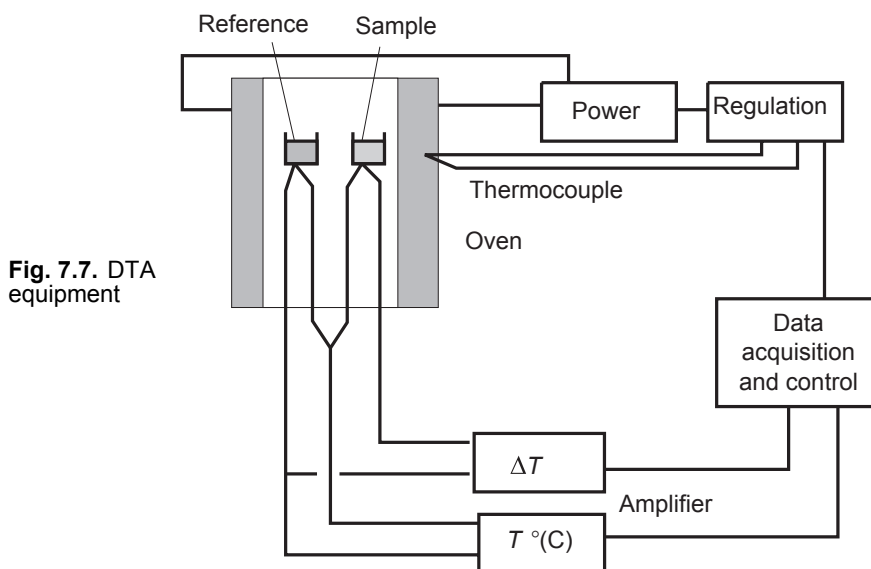 Reference
Sample
Power
Regulation
Thermocouple
Oven
Fig. 7.7. DTA
equipment
Data
acquisition
and control
ΔT
Amplifier
T °(C)